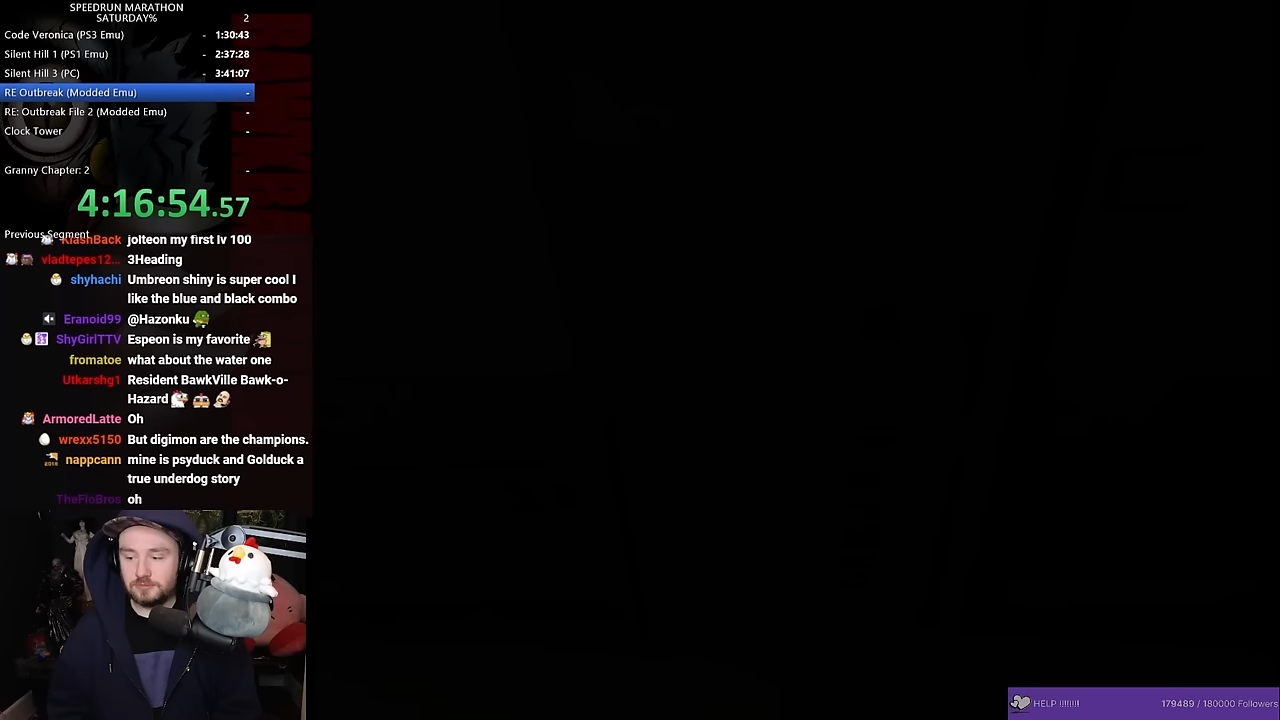 SPEEDRUN MARATHON
SATURDAY% 2
Code Veronica (PS3 Emu) - 1:30:43
Silent Hill 1 (PS1 Emu) - 2:37:28
Silent Hill 3 (PC) - 3:41:07
RE Outbreak (Modded Emu) -
RE: Outbreak File 2 (Modded Emu) -
Clock Tower -
Granny Chapter: 2 -
4:16:54.57
Previous Segment
KlashBack jolteon my first lv 100
vladtepes12... 3Heading
shyhachi Umbreon shiny is super cool I
like the blue and black combo
Eranoid99 @Hazonku
ShyGirlTTV Espeon is my favorite
fromatoe what about the water one
Utkarshg1 Resident BawkVille Bawk-o-
Hazard
ArmoredLatte Oh
wrexx5150 But digimon are the champions.
nappcann mine is psyduck and Golduck a
true underdog story
TheFloBros oh
HELP !!!!!!! 179489 / 180000 Followers